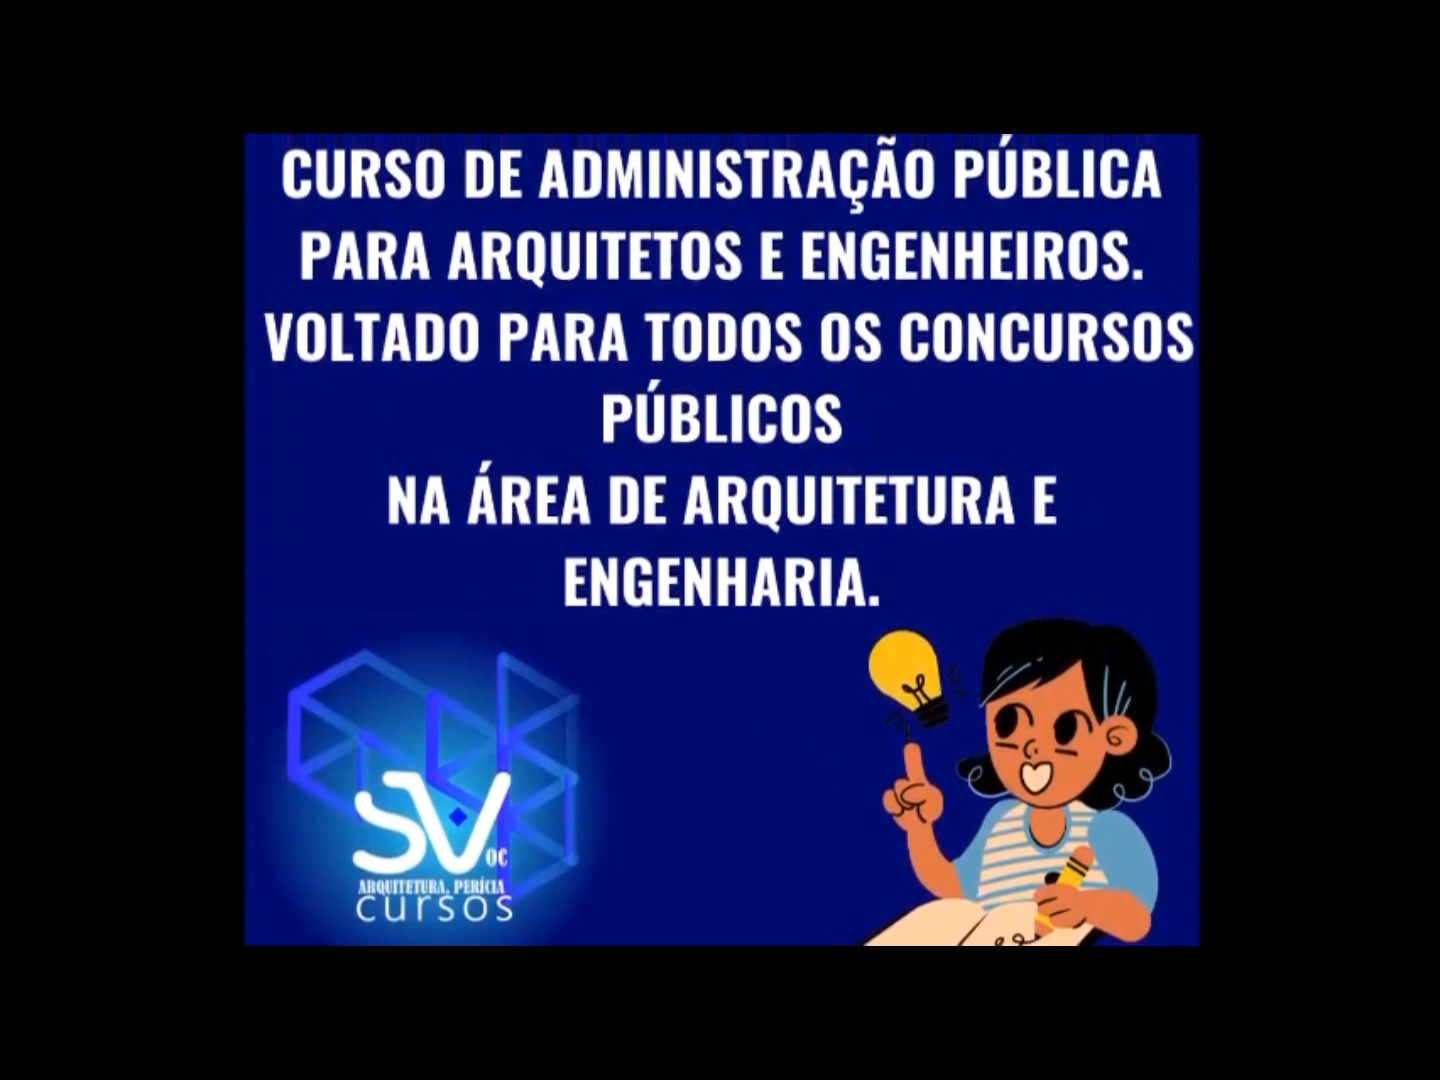 CURSO DE ADMINISTRAÇÃO PÚBLICA
PARA ARQUITETOS E ENGENHEIROS.
VOLTADO PARA TODOS OS CONCURSOS
PÚBLICOS
NA ÁREA DE ARQUITETURA E
ENGENHARIA.
SV OC
ARQUITETURA, PERÍCIA
cursos